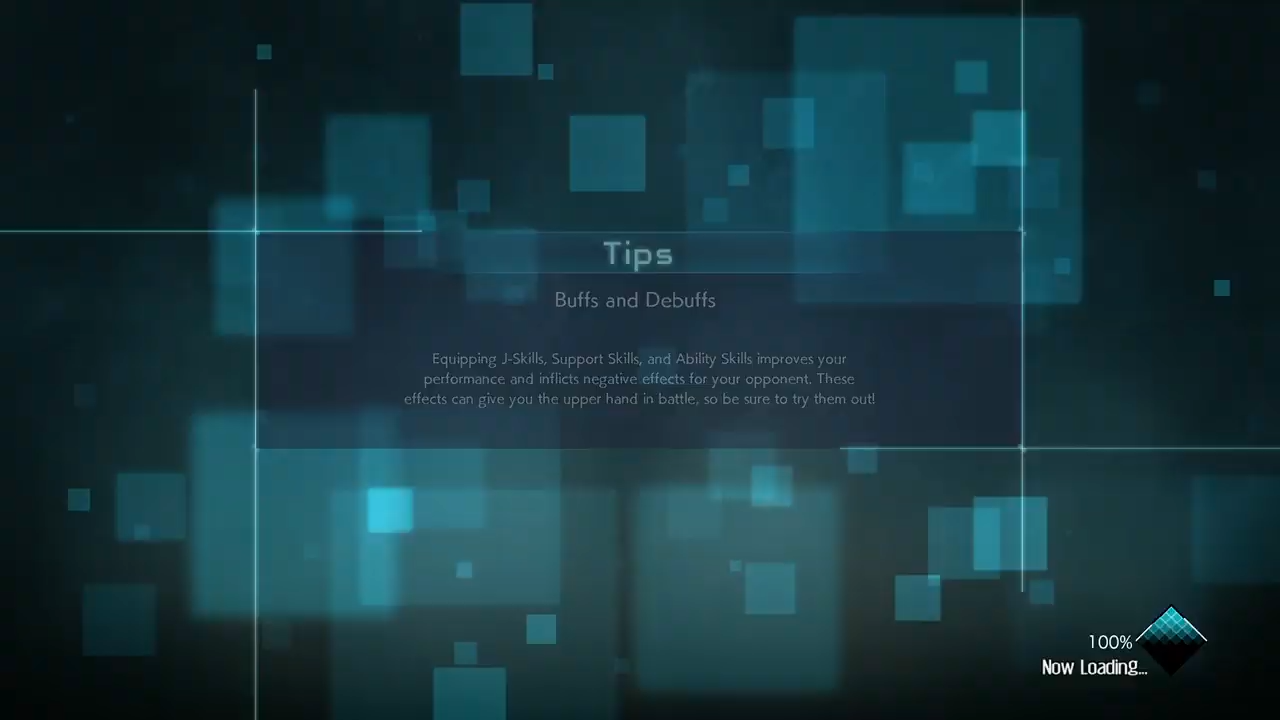 Tips
Buffs and Debuffs
Equipping J-Skills, Support Skills, and Ability Skills improves your
performance and inflicts negative effects for your opponent. These
effects can give you the upper hand in battle, so be sure to try them out!
100%
Now Loading...